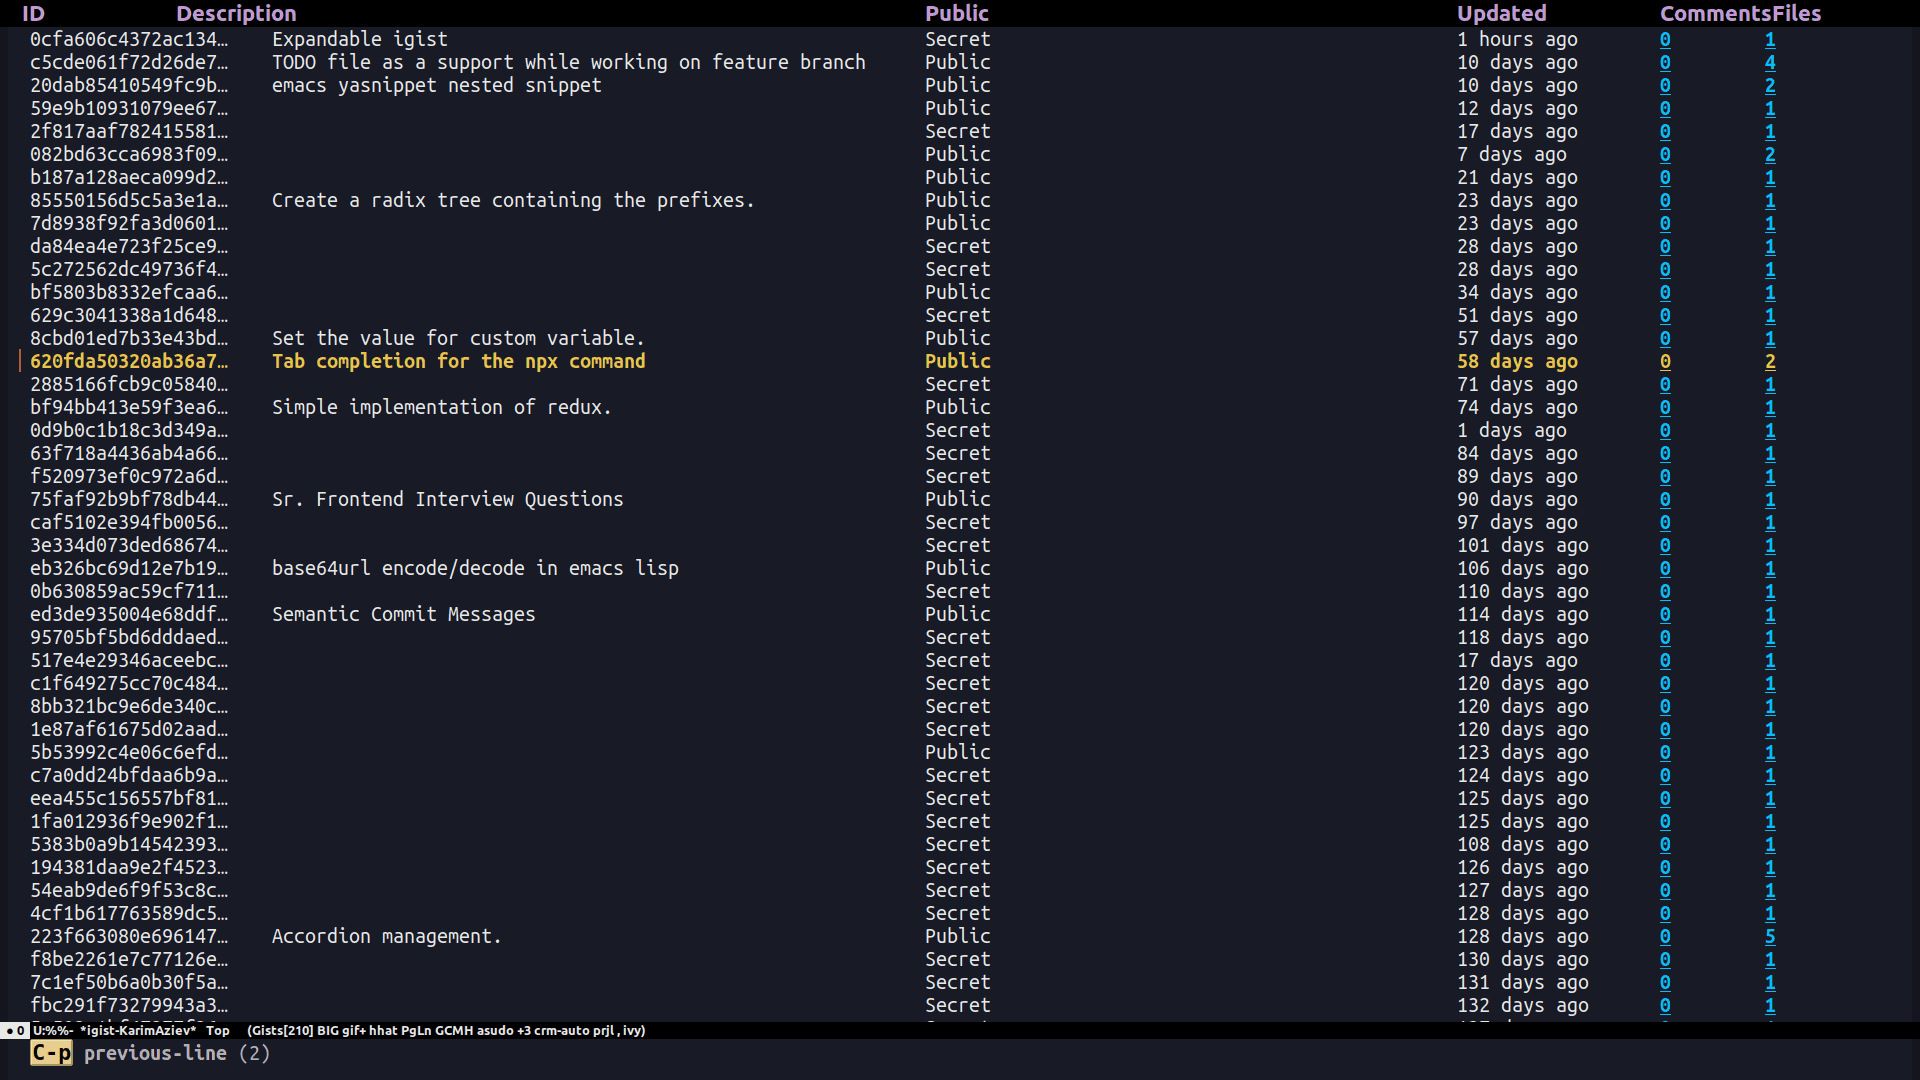 ID Description Public Updated Comments Files
0cfa606c4372ac134… Expandable igist Secret 1 hours ago 0 1
c5cde061f72d26de7… TODO file as a support while working on feature branch Public 10 days ago 0 4
20dab85410549fc9b… emacs yasnippet nested snippet Public 10 days ago 0 2
59e9b10931079ee67… Public 12 days ago 0 1
2f817aaf782415581… Secret 17 days ago 0 1
082bd63cca6983f09… Public 7 days ago 0 2
b187a128aeca099d2… Public 21 days ago 0 1
85550156d5c5a3e1a… Create a radix tree containing the prefixes. Public 23 days ago 0 1
7d8938f92fa3d0601… Public 23 days ago 0 1
da84ea4e723f25ce9… Secret 28 days ago 0 1
5c272562dc49736f4… Secret 28 days ago 0 1
bf5803b8332efcaa6… Public 34 days ago 0 1
629c3041338a1d648… Secret 51 days ago 0 1
8cbd01ed7b33e43bd… Set the value for custom variable. Public 57 days ago 0 1
620fda50320ab36a7… Tab completion for the npx command Public 58 days ago 0 2
2885166fcb9c05840… Secret 71 days ago 0 1
bf94bb413e59f3ea6… Simple implementation of redux. Public 74 days ago 0 1
0d9b0c1b18c3d349a… Secret 1 days ago 0 1
63f718a4436ab4a66… Secret 84 days ago 0 1
f520973ef0c972a6d… Secret 89 days ago 0 1
75faf92b9bf78db44… Sr. Frontend Interview Questions Public 90 days ago 0 1
caf5102e394fb0056… Secret 97 days ago 0 1
3e334d073ded68674… Secret 101 days ago 0 1
eb326bc69d12e7b19… base64url encode/decode in emacs lisp Public 106 days ago 0 1
0b630859ac59cf711… Secret 110 days ago 0 1
ed3de935004e68ddf… Semantic Commit Messages Public 114 days ago 0 1
95705bf5bd6dddaed… Secret 118 days ago 0 1
517e4e29346aceebc… Secret 17 days ago 0 1
c1f649275cc70c484… Secret 120 days ago 0 1
8bb321bc9e6de340c… Secret 120 days ago 0 1
1e87af61675d02aad… Secret 120 days ago 0 1
5b53992c4e06c6efd… Public 123 days ago 0 1
c7a0dd24bfdaa6b9a… Secret 124 days ago 0 1
eea455c156557bf81… Secret 125 days ago 0 1
1fa012936f9e902f1… Secret 125 days ago 0 1
5383b0a9b14542393… Secret 108 days ago 0 1
194381daa9e2f4523… Secret 126 days ago 0 1
54eab9de6f9f53c8c… Secret 127 days ago 0 1
4cf1b617763589dc5… Secret 128 days ago 0 1
223f663080e696147… Accordion management. Public 128 days ago 0 5
f8be2261e7c77126e… Secret 130 days ago 0 1
7c1ef50b6a0b30f5a… Secret 131 days ago 0 1
fbc291f73279943a3… Secret 132 days ago 0 1
● 0 U:%%- *igist-KarimAziev* Top (Gists[210] BIG gif+ hhat PgLn GCMH asudo +3 crm-auto prjl , ivy)
C-p previous-line (2)